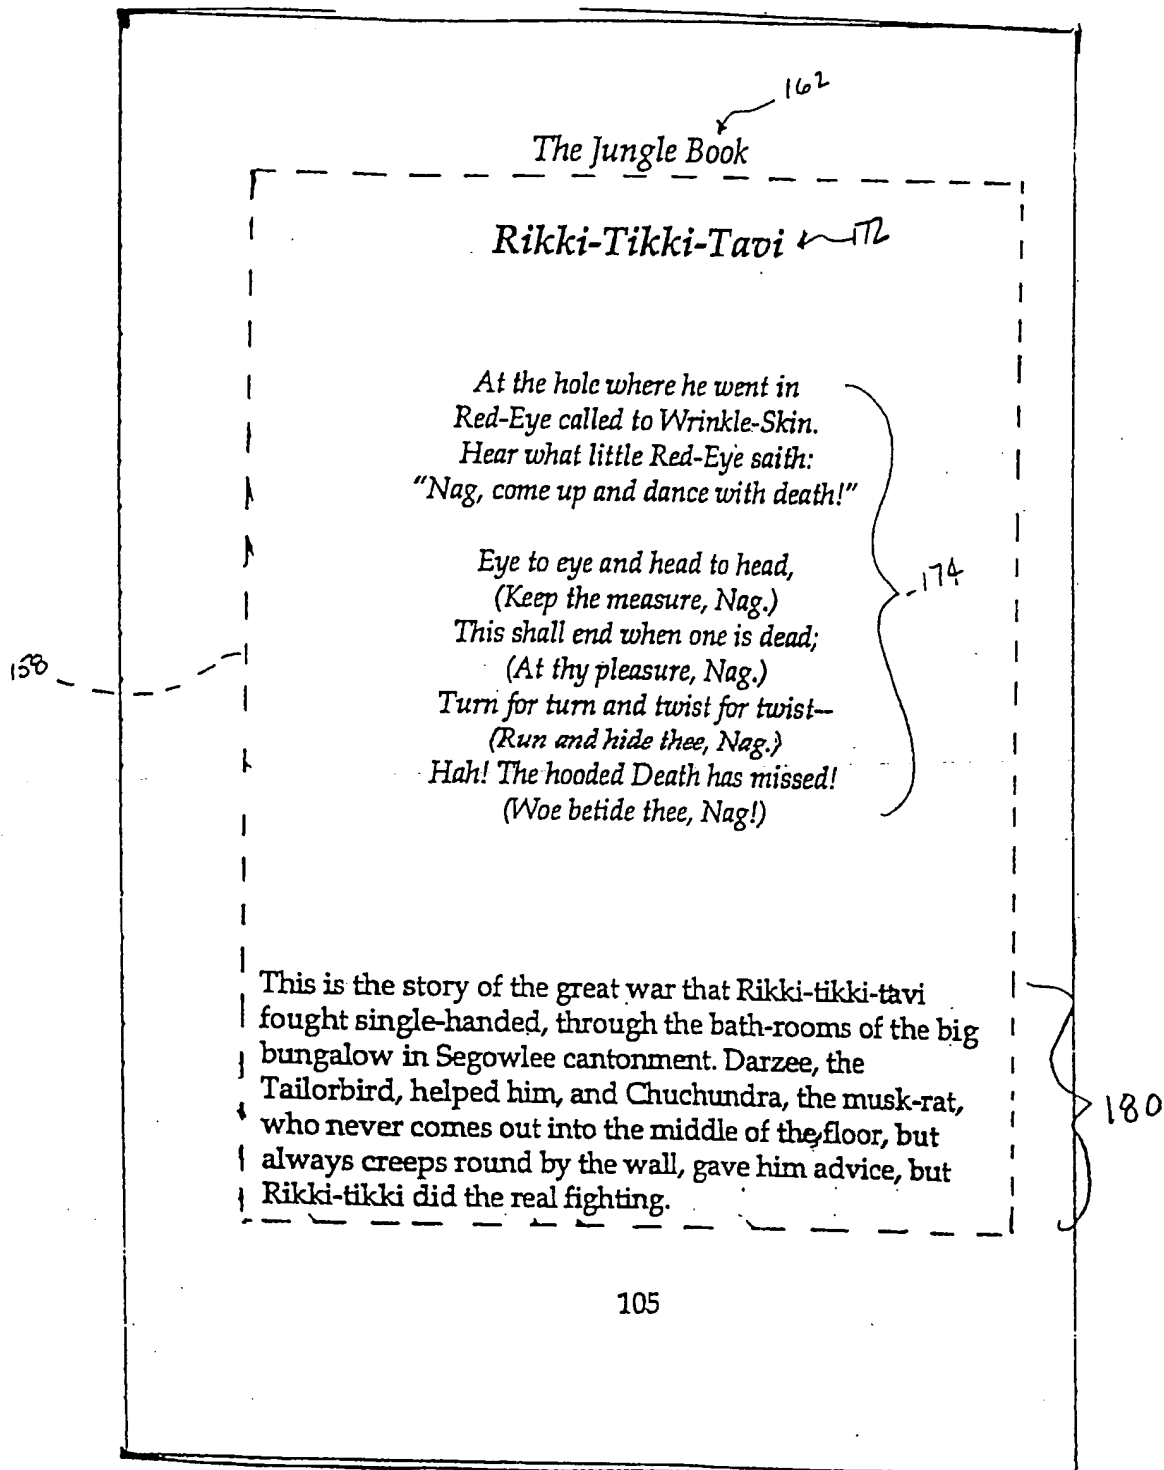 162
The Jungle Book
Rikki-Tikki-Tavi 172
At the hole where he went in
Red-Eye called to Wrinkle-Skin.
Hear what little Red-Eye saith:
"Nag, come up and dance with death!"
Eye to eye and head to head,
(Keep the measure, Nag.)
174
This shall end when one is dead;
158
(At thy pleasure, Nag.)
Turn for turn and twist for twist—
(Run and hide thee, Nag.)
Hah! The hooded Death has missed!
(Woe betide thee, Nag!)
This is the story of the great war that Rikki-tikki-tavi
fought single-handed, through the bath-rooms of the big
bungalow in Segowlee cantonment. Darzee, the
Tailorbird, helped him, and Chuchundra, the musk-rat,
180
who never comes out into the middle of the floor, but
always creeps round by the wall, gave him advice, but
Rikki-tikki did the real fighting.
105